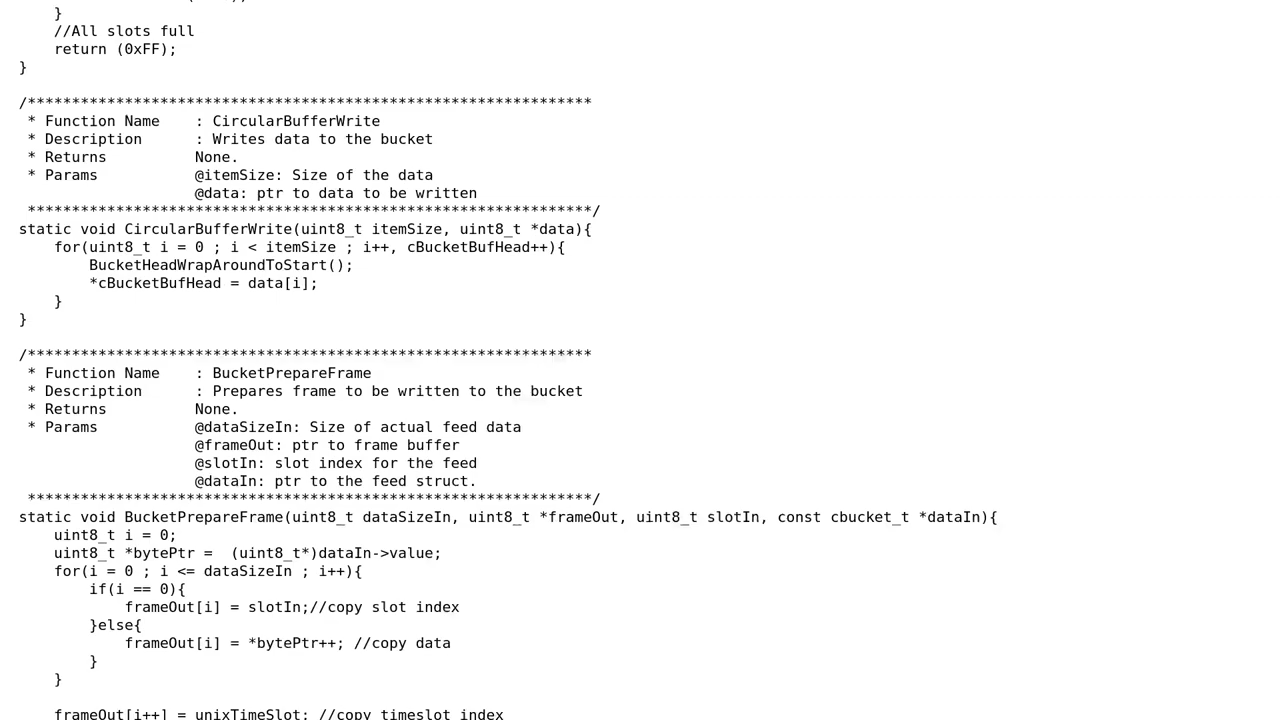 }
    //All slots full
    return (0xFF);
}

/****************************************************************
 * Function Name    : CircularBufferWrite
 * Description      : Writes data to the bucket
 * Returns          None.
 * Params           @itemSize: Size of the data
                    @data: ptr to data to be written
 ****************************************************************/
static void CircularBufferWrite(uint8_t itemSize, uint8_t *data){
    for(uint8_t i = 0 ; i < itemSize ; i++, cBucketBufHead++){
        BucketHeadWrapAroundToStart();
        *cBucketBufHead = data[i];
    }
}

/****************************************************************
 * Function Name    : BucketPrepareFrame
 * Description      : Prepares frame to be written to the bucket
 * Returns          None.
 * Params           @dataSizeIn: Size of actual feed data
                    @frameOut: ptr to frame buffer
                    @slotIn: slot index for the feed
                    @dataIn: ptr to the feed struct.
 ****************************************************************/
static void BucketPrepareFrame(uint8_t dataSizeIn, uint8_t *frameOut, uint8_t slotIn, const cbucket_t *dataIn){
    uint8_t i = 0;
    uint8_t *bytePtr =  (uint8_t*)dataIn->value;
    for(i = 0 ; i <= dataSizeIn ; i++){
        if(i == 0){
            frameOut[i] = slotIn;//copy slot index
        }else{
            frameOut[i] = *bytePtr++; //copy data
        }
    }

    frameOut[i++] = unixTimeSlot; //copy timeslot index